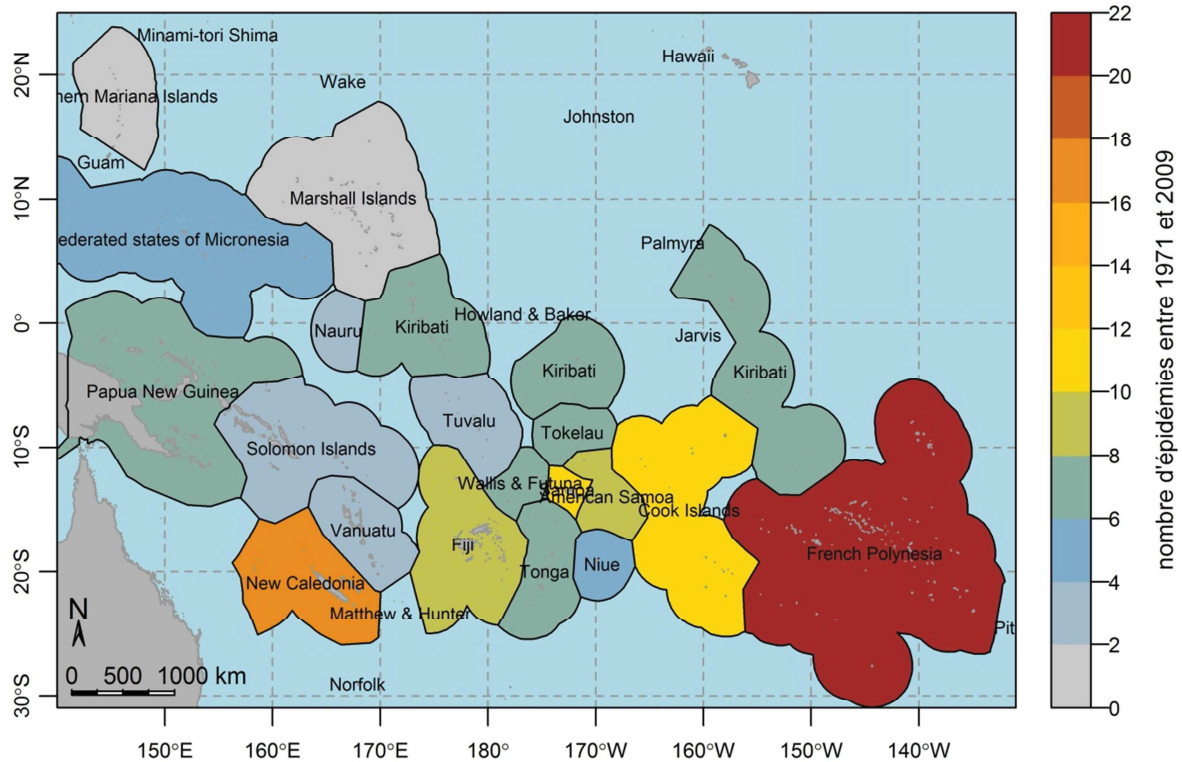 Minami-tori Shima
Hawaii
20°N
Wake
hern Mariana Islands
Johnston
Guam
10°N
Marshall Islands
ederated states of Micronesia
Palmyra
Howland & Baker
0°
Nauru
Kiribati
Jarvis
Kiribati
Kiribati
Papua New Guinea
Tuvalu
Tokelau
10°S
Solomon Islands
Wallis & Futuna
Samoa
American Samoa
Cook Islands
Vanuatu
Fiji
French Polynesia
20°S
Tonga
Niue
New Caledonia
Matthew & Hunter
N
Pit
0 500 1000 km
Norfolk
30°S
150°E
160°E
170°E
180°
170°W
160°W
150°W
140°W
22
20
18
16
14
12
10
8
6
4
2
0
nombre d'épidémies entre 1971 et 2009